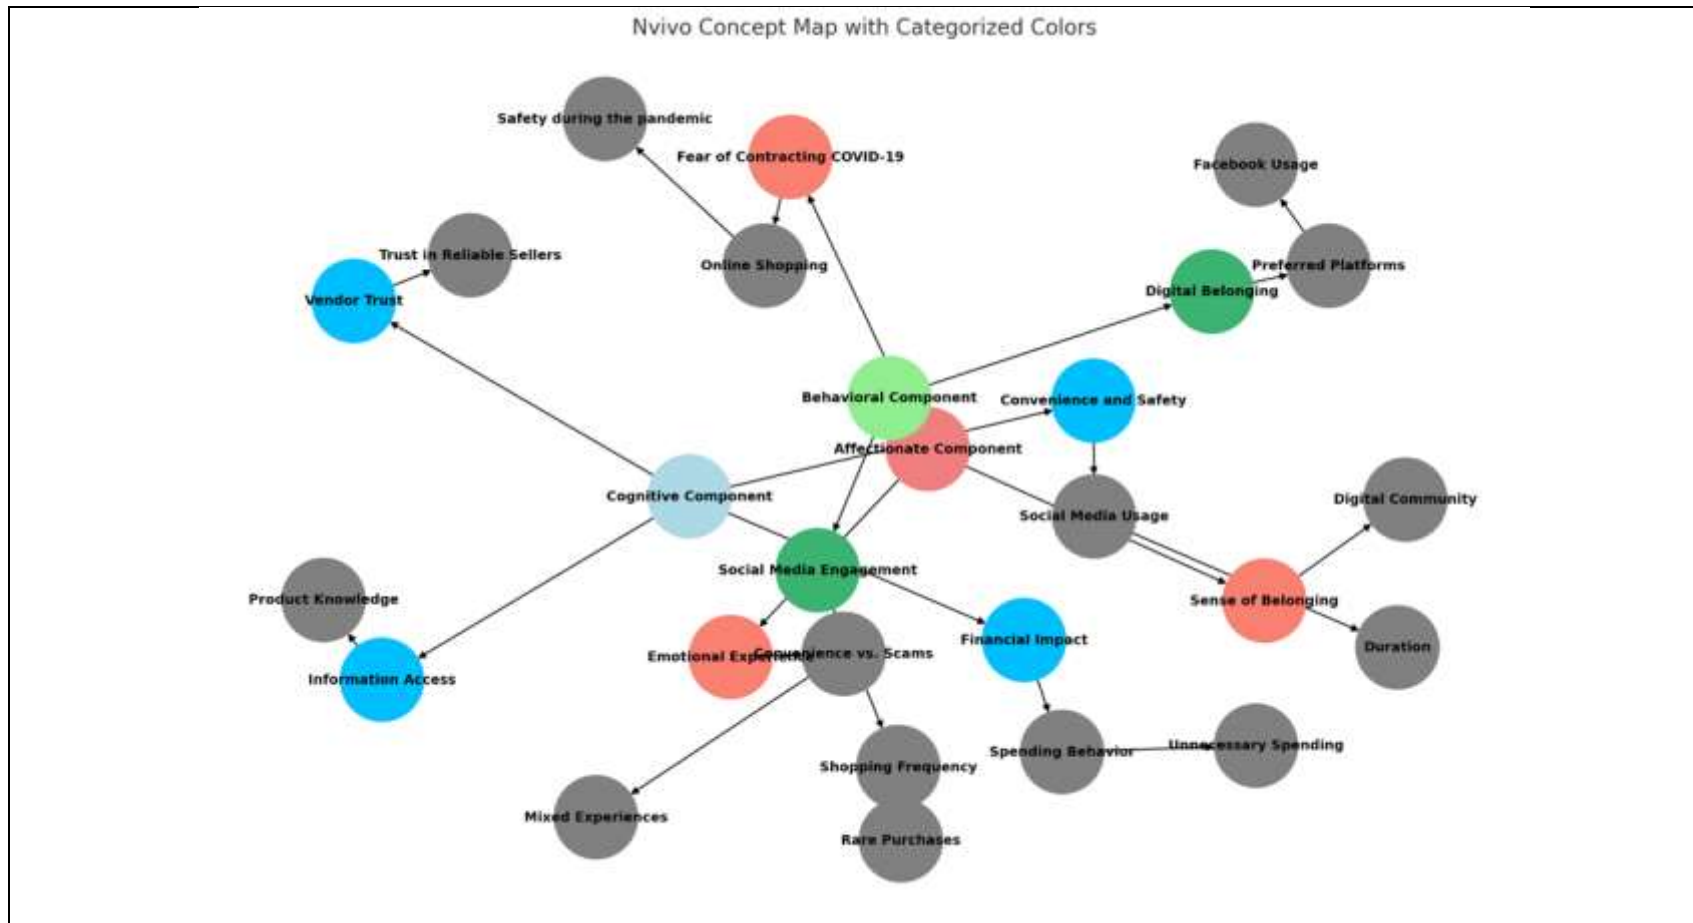 Nvivo Concept Map with Categorized Colors
Safety during the pandemic
Fear of Contracting COVID-19
Facebook Usage
Trust in Reliable Sellers
Online Shopping
Preferred Platforms
Vendor Trust
Digital Belonging
Behavioral Component
Convenience and Safety
Affectionate Component
Cognitive Component
Digital Community
Social Media Usage
Social Media Engagement
Product Knowledge
Sense of Belonging
Financial Impact
Duration
Emotional Experience
Convenience vs. Scams
Information Access
Spending Behavior
Unnecessary Spending
Shopping Frequency
Mixed Experiences
Rare Purchases